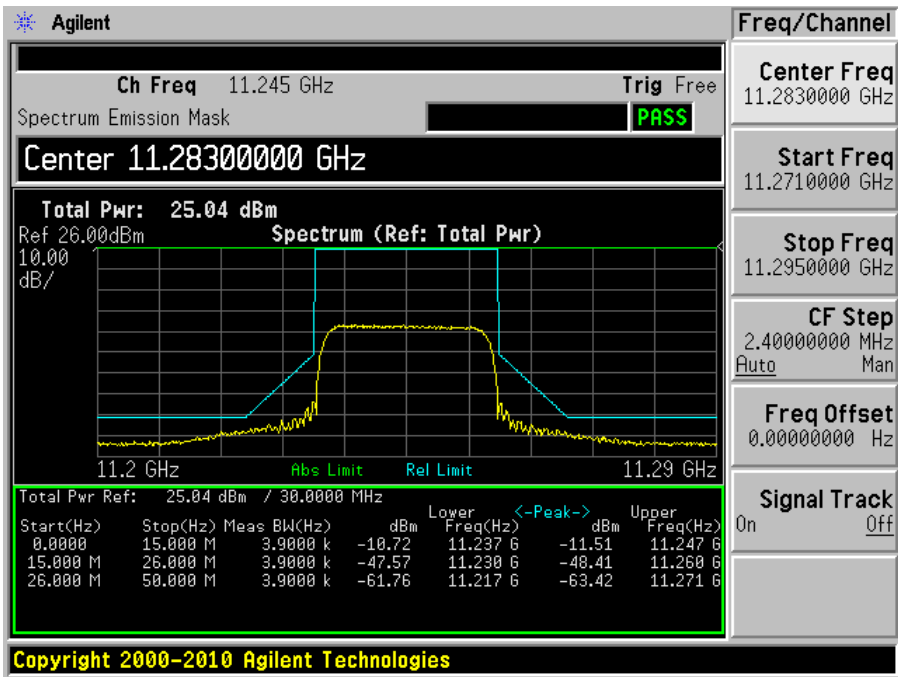 Agilent
Freq/Channel
Ch Freq 11.245 GHz Trig Free
Spectrum Emission Mask PASS
Center 11.28300000 GHz
Total Pwr: 25.04 dBm
Ref 26.00dBm Spectrum (Ref: Total Pwr)
10.00
dB/
11.2 GHz Abs Limit Rel Limit 11.29 GHz
Total Pwr Ref: 25.04 dBm / 30.0000 MHz
Lower <-Peak-> Upper
Start(Hz) Stop(Hz) Meas BW(Hz) dBm Freq(Hz) dBm Freq(Hz)
0.0000 15.000 M 3.9000 k -10.72 11.237 G -11.51 11.247 G
15.000 M 26.000 M 3.9000 k -47.57 11.230 G -48.41 11.260 G
26.000 M 50.000 M 3.9000 k -61.76 11.217 G -63.42 11.271 G
Center Freq
11.2830000 GHz
Start Freq
11.2710000 GHz
Stop Freq
11.2950000 GHz
CF Step
2.40000000 MHz
Auto Man
Freq Offset
0.00000000 Hz
Signal Track
On Off
Copyright 2000-2010 Agilent Technologies